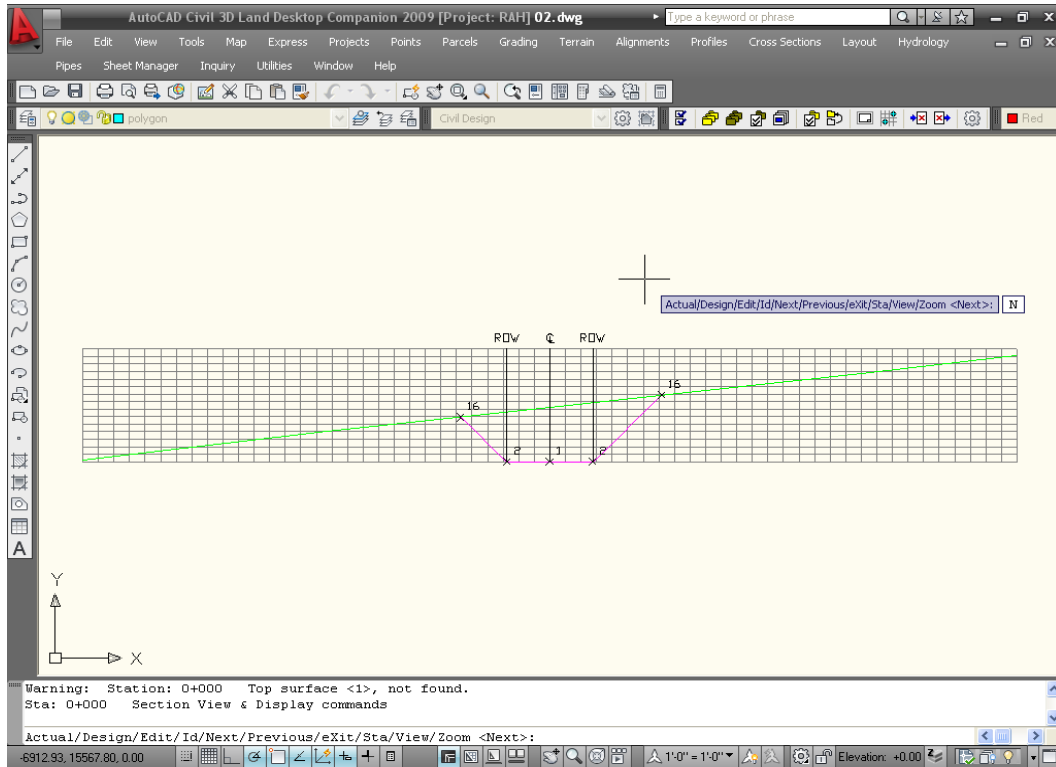 AutoCAD Civil 3D Land Desktop Companion 2009 [Project: RAH] 02.dwg
Type a keyword or phrase
File Edit View Tools Map Express Projects Points Parcels Grading Terrain Alignments Profiles Cross Sections Layout Hydrology
Pipes Sheet Manager Inquiry Utilities Window Help
polygon Civil Design Red
Actual/Design/Edit/Id/Next/Previous/eXit/Sta/View/Zoom <Next>: N
ROW ℄ ROW
16
16
2 1 2
A
Y
X
Warning: Station: 0+000 Top surface <1>, not found.
Sta: 0+000 Section View & Display commands
Actual/Design/Edit/Id/Next/Previous/eXit/Sta/View/Zoom <Next>:
-6912.93, 15567.80, 0.00 1'-0" = 1'-0" Elevation: +0.00